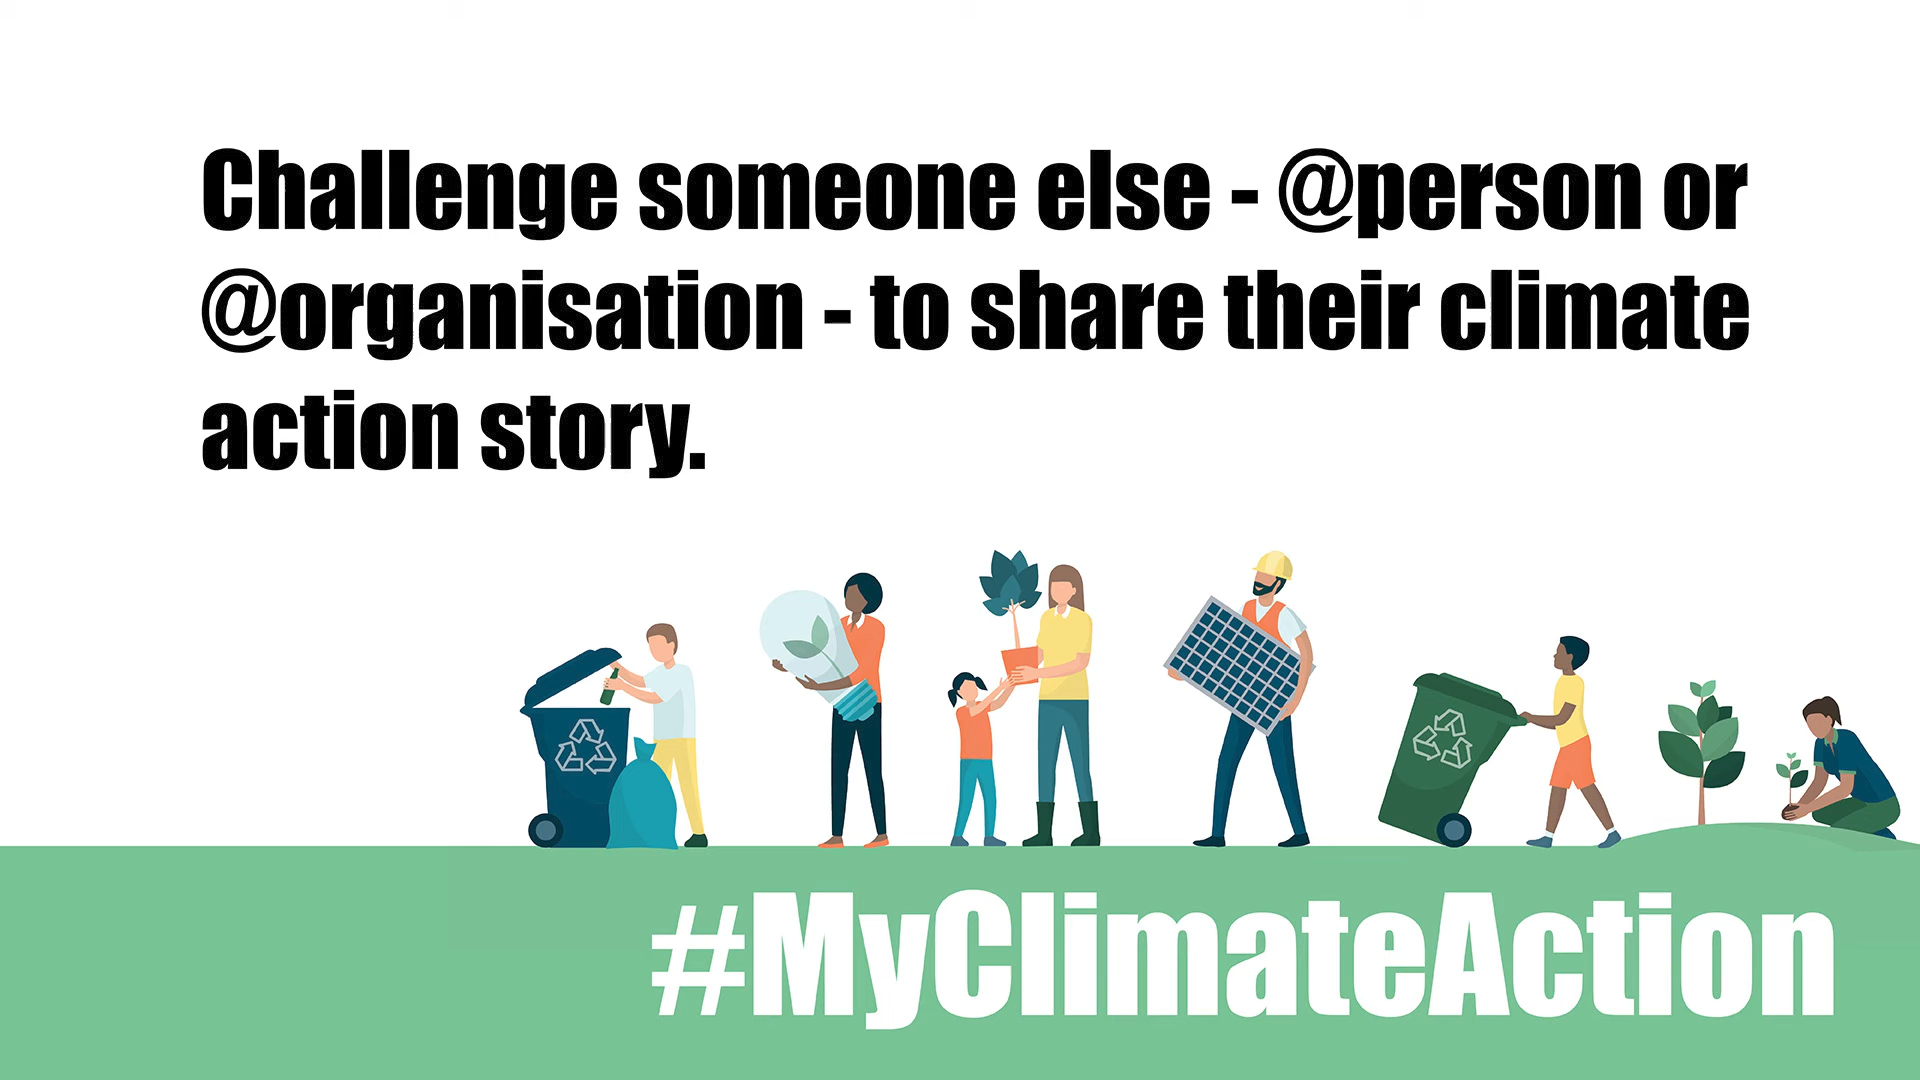 Challenge someone else - @person or
@organisation - to share their climate
action story.
#MyClimateAction